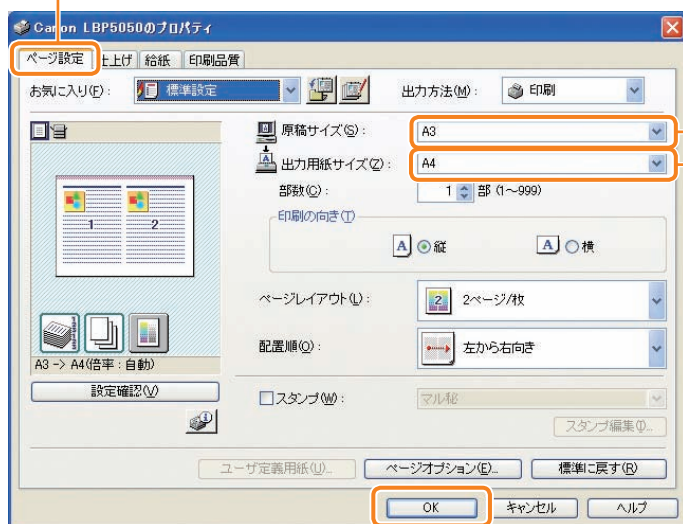 Canon LBP5050のプロパティ
ページ設定 仕上げ 給紙 印刷品質
お気に入り(F): 標準設定 出力方法(M): 印刷
原稿サイズ(S): A3
出力用紙サイズ(Z): A4
部数(C): 1 部 (1～999)
印刷の向き(T)
A 縦 A 横
1 2
ページレイアウト(L): 2 2ページ/枚
配置順(O): 左から右向き
A3 -> A4(倍率:自動)
設定確認(V)
スタンプ(W): マル秘
スタンプ編集(I)...
ユーザ定義用紙(U)... ページオプション(E)... 標準に戻す(R)
OK キャンセル ヘルプ